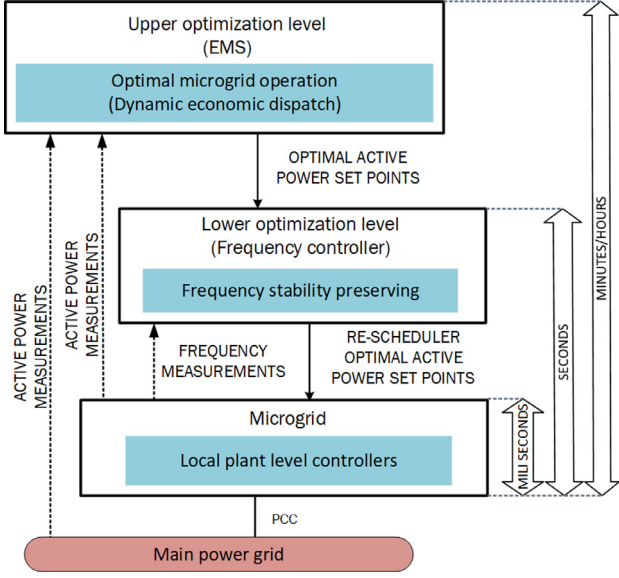 Upper optimization level
(EMS)
Optimal microgrid operation
(Dynamic economic dispatch)
OPTIMAL ACTIVE
POWER SET POINTS
Lower optimization level
(Frequency controller)
Frequency stability preserving
ACTIVE POWER
MEASUREMENTS
ACTIVE POWER
MEASUREMENTS
FREQUENCY
MEASUREMENTS
RE-SCHEDULER
OPTIMAL ACTIVE
POWER SET POINTS
Microgrid
Local plant level controllers
MILI SECONDS
SECONDS
MINUTES/HOURS
PCC
Main power grid